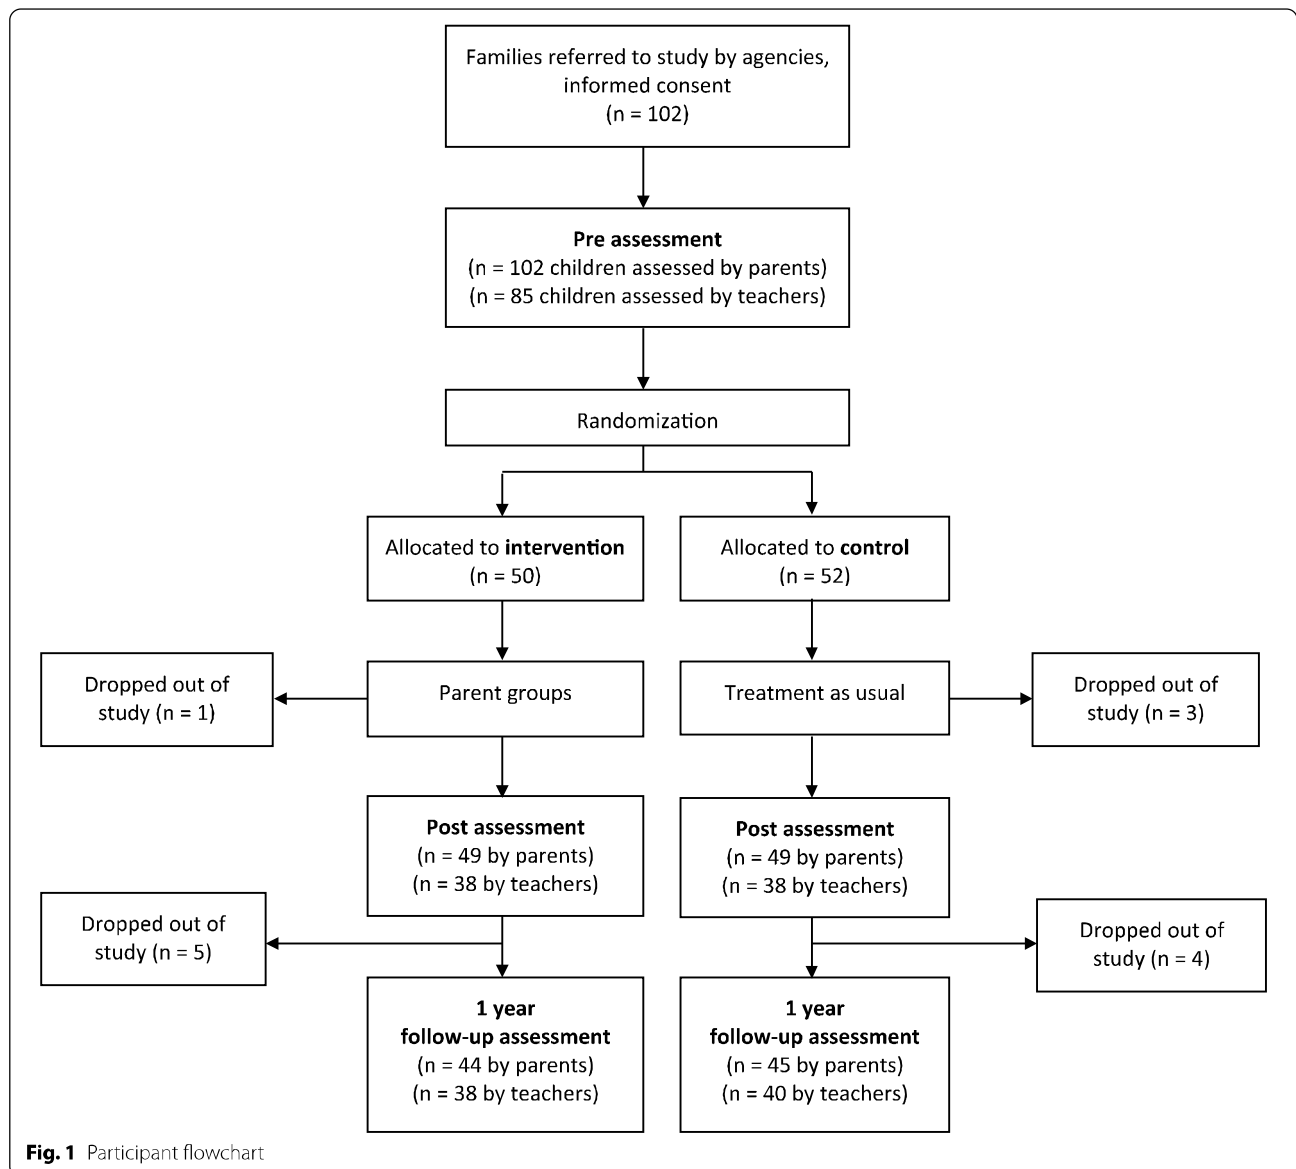 Families referred to study by agencies,
informed consent
(n = 102)
Pre assessment
(n = 102 children assessed by parents)
(n = 85 children assessed by teachers)
Randomization
Allocated to intervention
(n = 50)
Allocated to control
(n = 52)
Dropped out of
study (n = 1)
Parent groups
Treatment as usual
Dropped out of
study (n = 3)
Post assessment
(n = 49 by parents)
(n = 38 by teachers)
Post assessment
(n = 49 by parents)
(n = 38 by teachers)
Dropped out of
study (n = 5)
Dropped out of
study (n = 4)
1 year
follow-up assessment
(n = 44 by parents)
(n = 38 by teachers)
1 year
follow-up assessment
(n = 45 by parents)
(n = 40 by teachers)
Fig. 1 Participant flowchart